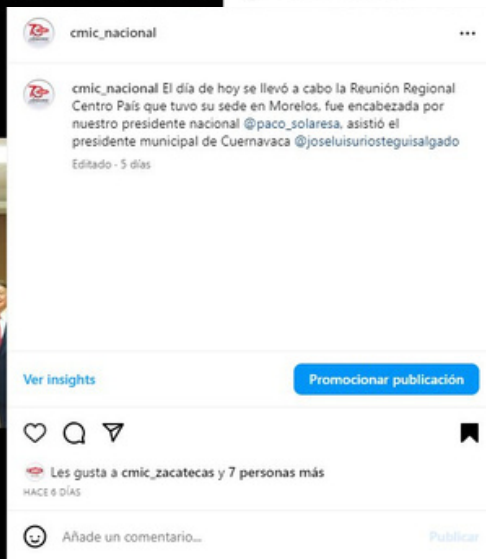 cmic_nacional
cmic_nacional El día de hoy se llevó a cabo la Reunión Regional
Centro País que tuvo su sede en Morelos, fue encabezada por
nuestro presidente nacional @paco_solaresa, asistió el
presidente municipal de Cuernavaca @joseluisuriosteguisalgado
Editado · 5 días
Ver insights
Promocionar publicación
Les gusta a cmic_zacatecas y 7 personas más
HACE 6 DÍAS
Añade un comentario...
Publicar